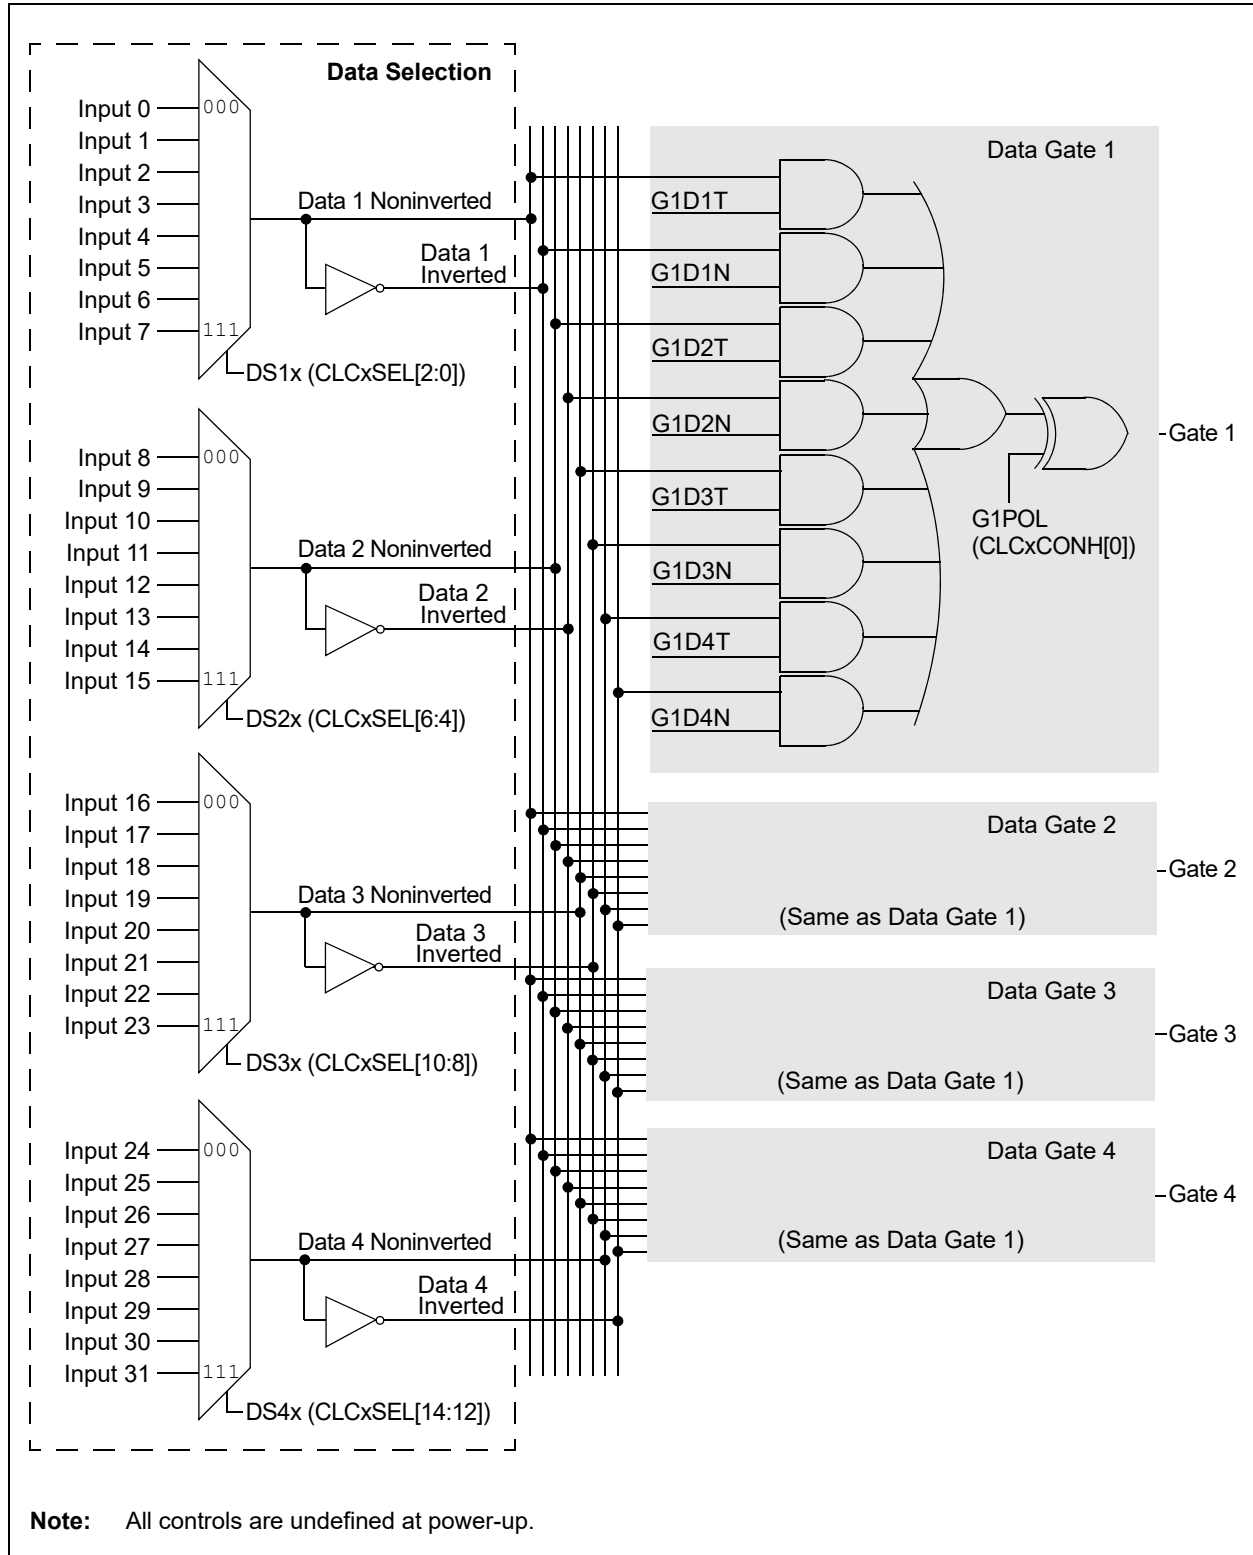 Data Selection
Input 0
000
Input 1
Input 2
Input 3
Input 4
Input 5
Input 6
Input 7
111
DS1x (CLCxSEL[2:0])
Data 1 Noninverted
Data 1
Inverted
Input 8
000
Input 9
Input 10
Input 11
Input 12
Input 13
Input 14
Input 15
111
DS2x (CLCxSEL[6:4])
Data 2 Noninverted
Data 2
Inverted
Input 16
000
Input 17
Input 18
Input 19
Input 20
Input 21
Input 22
Input 23
111
DS3x (CLCxSEL[10:8])
Data 3 Noninverted
Data 3
Inverted
Input 24
000
Input 25
Input 26
Input 27
Input 28
Input 29
Input 30
Input 31
111
DS4x (CLCxSEL[14:12])
Data 4 Noninverted
Data 4
Inverted
Data Gate 1
G1D1T
G1D1N
G1D2T
G1D2N
G1D3T
G1D3N
G1D4T
G1D4N
G1POL
(CLCxCONH[0])
Gate 1
Data Gate 2
(Same as Data Gate 1)
Gate 2
Data Gate 3
(Same as Data Gate 1)
Gate 3
Data Gate 4
(Same as Data Gate 1)
Gate 4
Note: All controls are undefined at power-up.